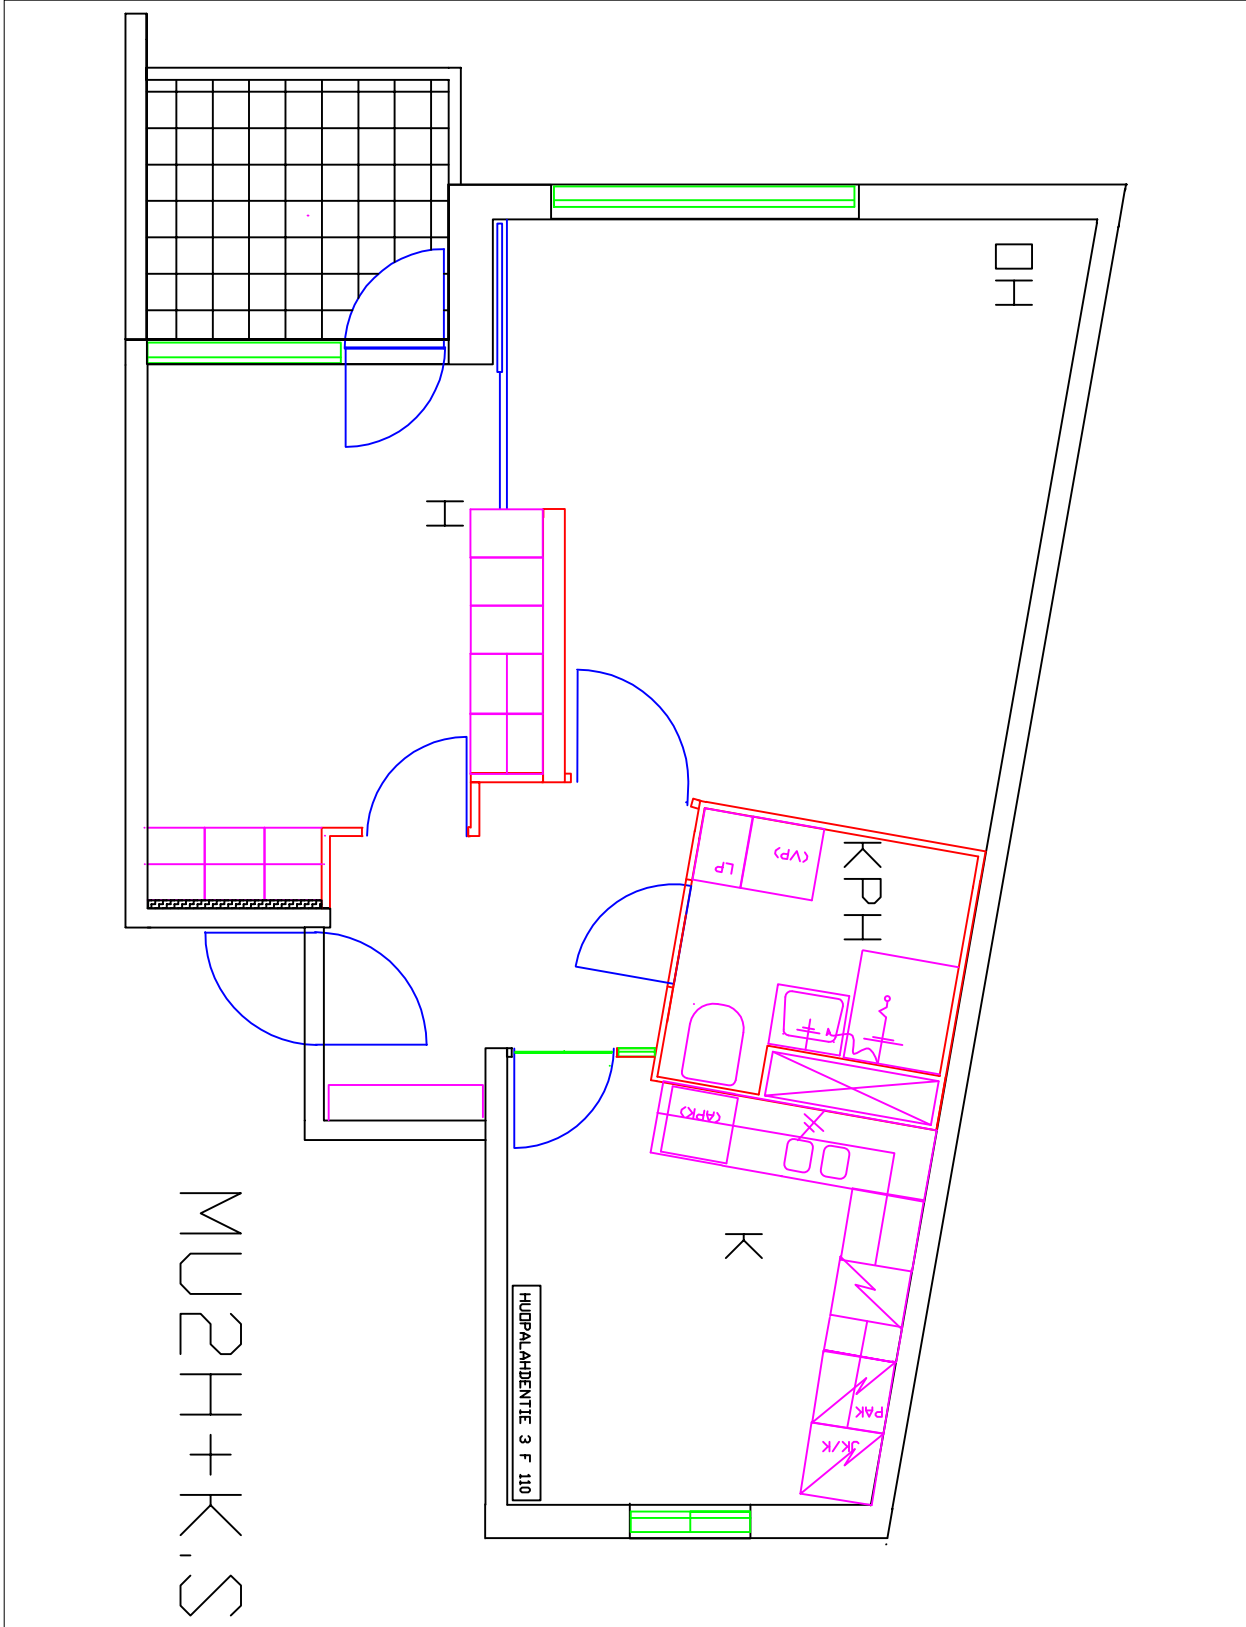 OH
H
KPH
LP
(VP)
(APK)
K
PAK
JK/K
HUOPALAHDENTIE 3 F 110
MU2H+K.S